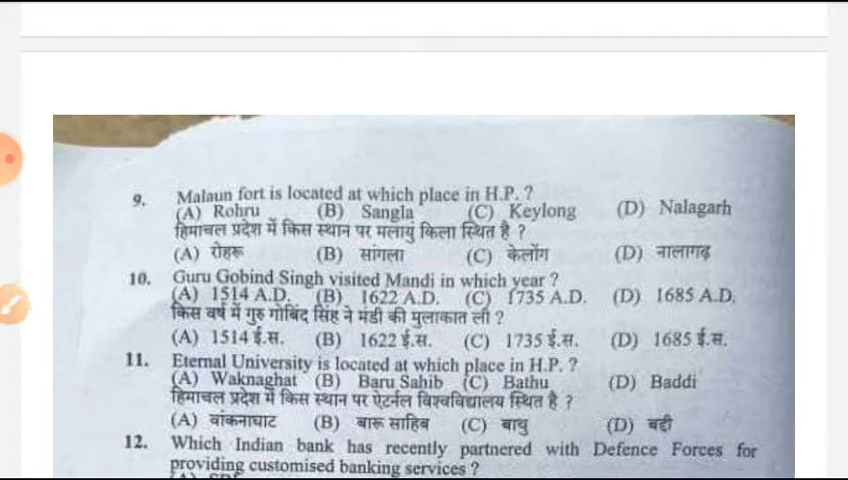 9. Malaun fort is located at which place in H.P. ?
(A) Rohru (B) Sangla (C) Keylong (D) Nalagarh
हिमाचल प्रदेश में किस स्थान पर मलायुं किला स्थित है ?
(A) रोहरू (B) सांगला (C) केलोंग (D) नालागढ़
10. Guru Gobind Singh visited Mandi in which year ?
(A) 1514 A.D. (B) 1622 A.D. (C) 1735 A.D. (D) 1685 A.D.
किस वर्ष में गुरु गोबिंद सिंह ने मंडी की मुलाकात ली ?
(A) 1514 ई.स. (B) 1622 ई.स. (C) 1735 ई.स. (D) 1685 ई.स.
11. Eternal University is located at which place in H.P. ?
(A) Waknaghat (B) Baru Sahib (C) Bathu (D) Baddi
हिमाचल प्रदेश में किस स्थान पर ऐटर्नल विश्वविद्यालय स्थित है ?
(A) वांकनाघाट (B) बारू साहिब (C) बाथु (D) बद्दी
12. Which Indian bank has recently partnered with Defence Forces for
providing customised banking services ?